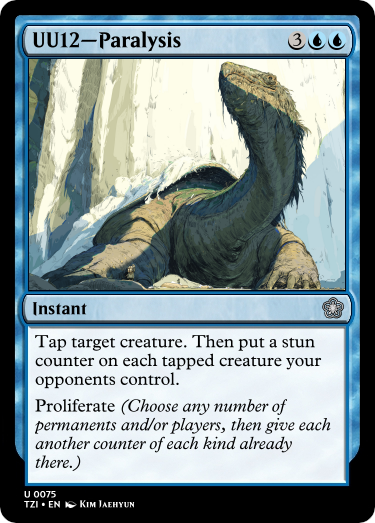 UU12—Paralysis 3
Instant
Tap target creature. Then put a stun
counter on each tapped creature your
opponents control.
Proliferate (Choose any number of
permanents and/or players, then give each
another counter of each kind already
there.)
U 0075
TZI • EN Kim Jaehyun